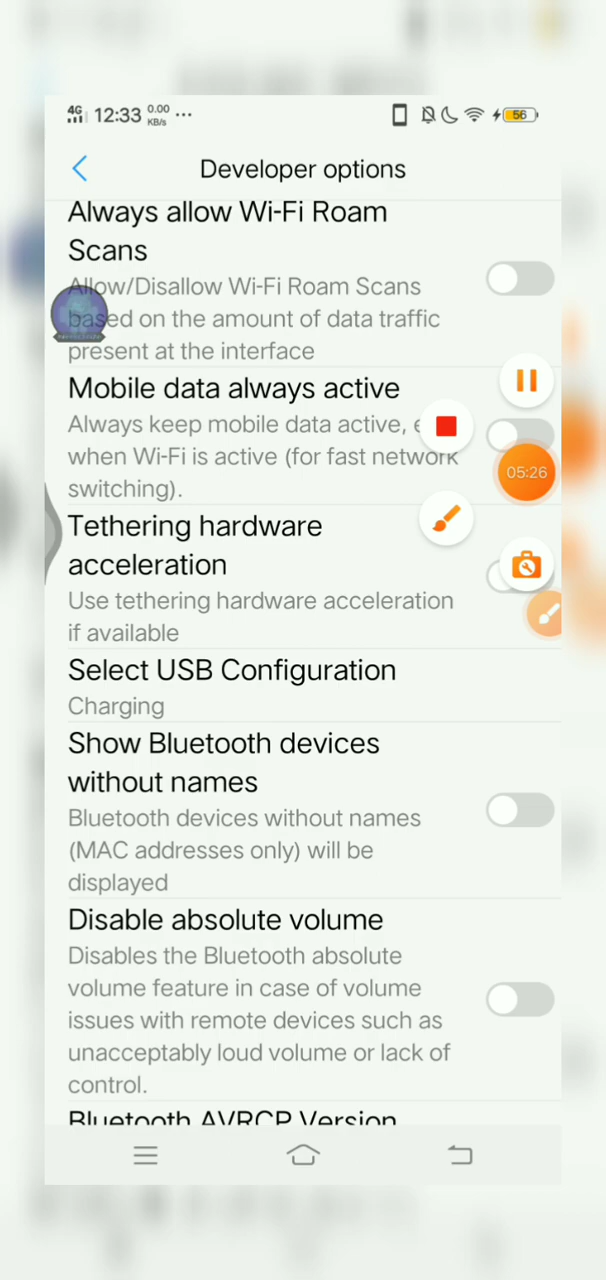 4G 12:33 0.00 KB/s ... 56
Developer options
Always allow Wi-Fi Roam
Scans
Allow/Disallow Wi-Fi Roam Scans
based on the amount of data traffic
present at the interface
Mobile data always active
Always keep mobile data active, e
when Wi-Fi is active (for fast network
switching).
05:26
Tethering hardware
acceleration
Use tethering hardware acceleration
if available
Select USB Configuration
Charging
Show Bluetooth devices
without names
Bluetooth devices without names
(MAC addresses only) will be
displayed
Disable absolute volume
Disables the Bluetooth absolute
volume feature in case of volume
issues with remote devices such as
unacceptably loud volume or lack of
control.
Bluetooth AVRCP Version